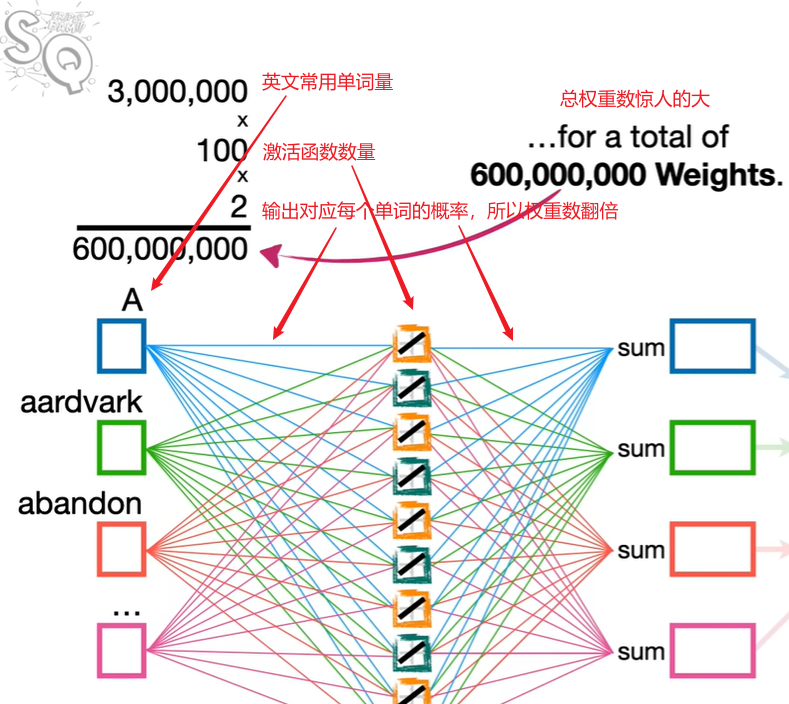 SQ
3,000,000
英文常用单词量
x
100
激活函数数量
x
2
输出对应每个单词的概率，所以权重数翻倍
600,000,000
总权重数惊人的大
...for a total of
600,000,000 Weights.
A
aardvark
abandon
...
sum
sum
sum
sum